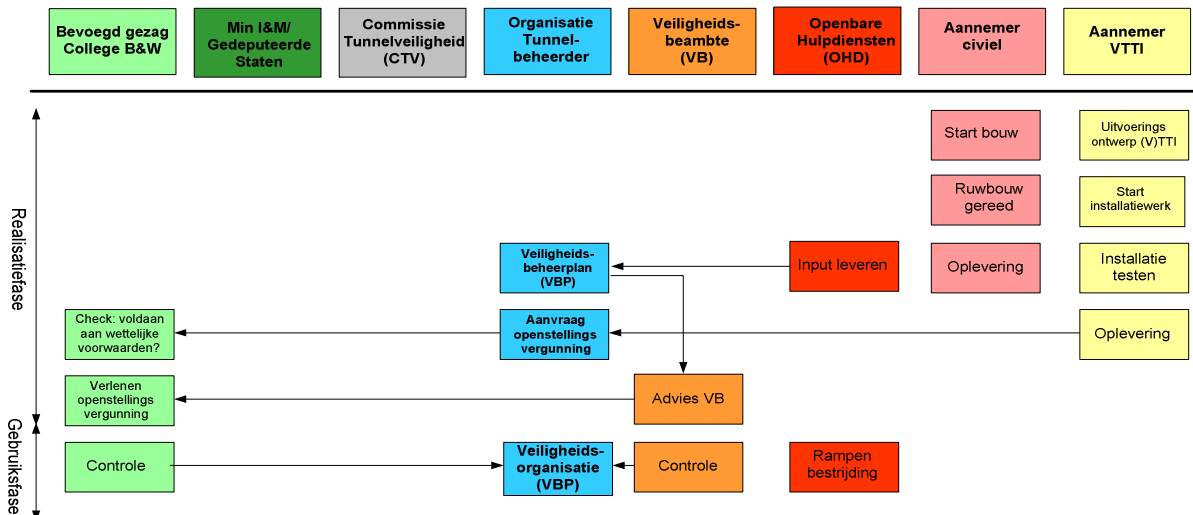 Bevoegd gezag
College B&W
Min I&M/
Gedeputeerde
Staten
Commissie
Tunnelveiligheid
(CTV)
Organisatie
Tunnel-
beheerder
Veiligheids-
beambte
(VB)
Openbare
Hulpdiensten
(OHD)
Aannemer
civiel
Aannemer
VTTI
Realisatiefase
Start bouw
Uitvoerings
ontwerp (V)TTI
Ruwbouw
gereed
Start
installatiewerk
Veiligheids-
beheerplan
(VBP)
Input leveren
Oplevering
Installatie
testen
Check: voldaan
aan wettelijke
voorwaarden?
Aanvraag
openstellings
vergunning
Oplevering
Verlenen
openstellings
vergunning
Advies VB
Gebruiksfase
Controle
Veiligheids-
organisatie
(VBP)
Controle
Rampen
bestrijding